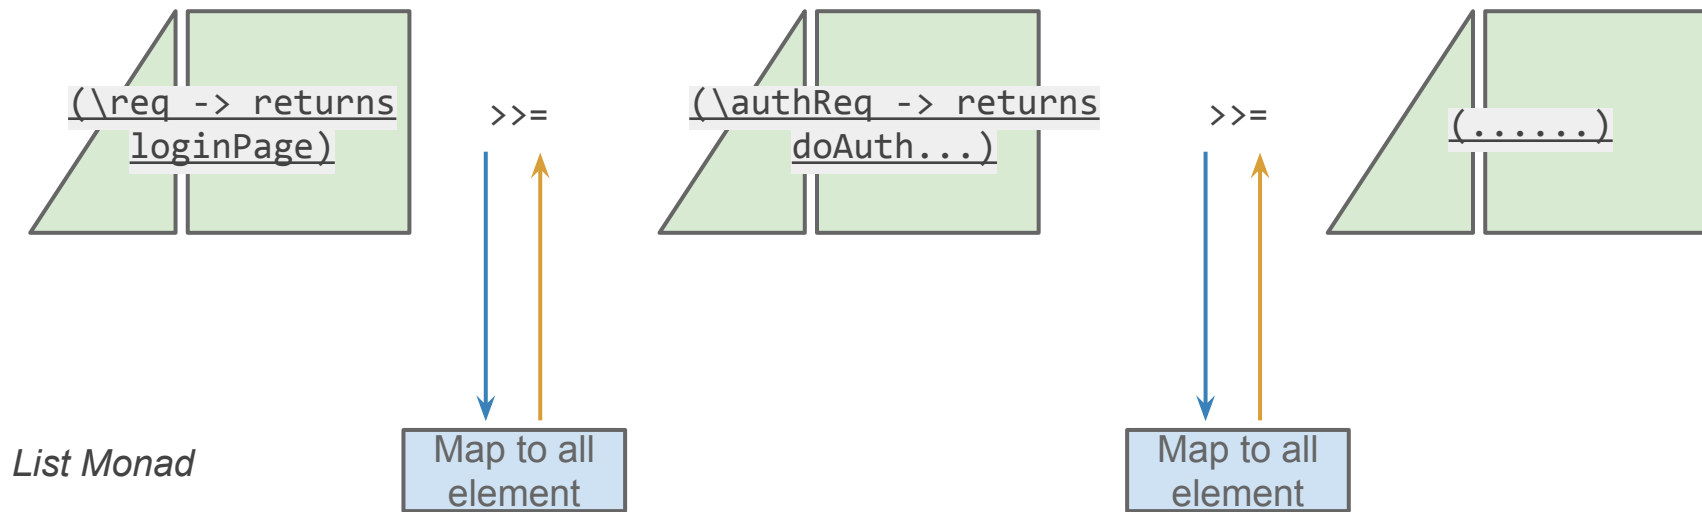 (\req -> returns
loginPage)
>>=
(\authReq -> returns
doAuth...)
>>=
(......)
List Monad
Map to all
element
Map to all
element